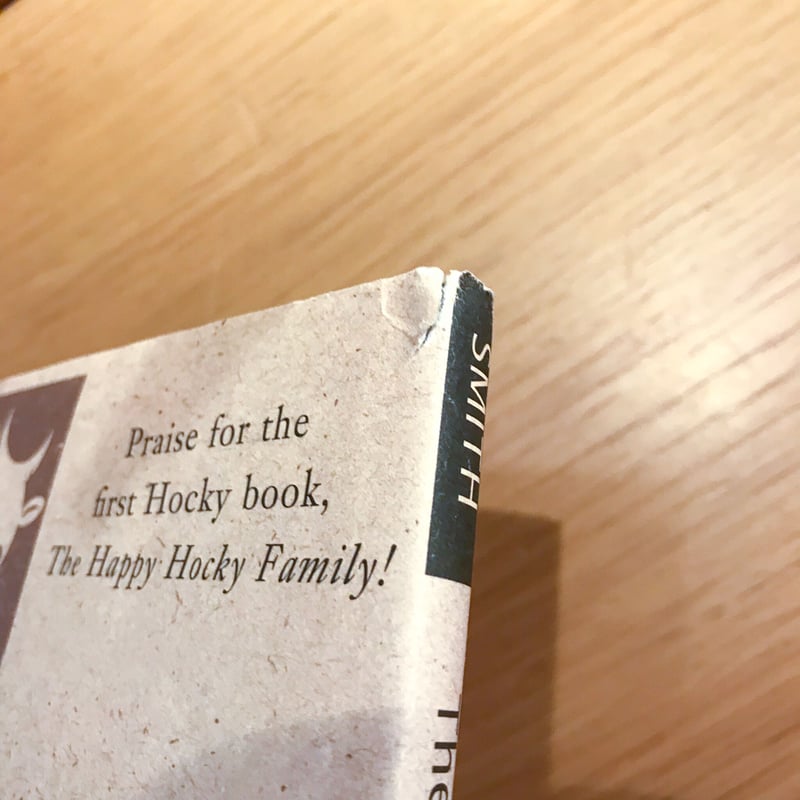 Praise for the
first Hocky book,
The Happy Hocky Family!
SMITH
The